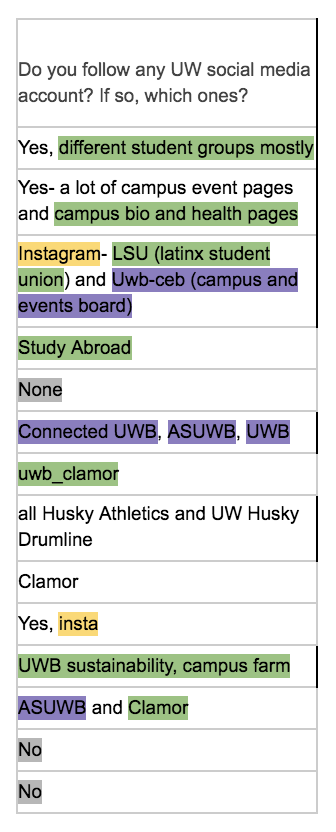 Do you follow any UW social media
account? If so, which ones?
Yes, different student groups mostly
Yes- a lot of campus event pages
and campus bio and health pages
Instagram- LSU (latinx student
union) and Uwb-ceb (campus and
events board)
Study Abroad
None
Connected UWB, ASUWB, UWB
uwb_clamor
all Husky Athletics and UW Husky
Drumline
Clamor
Yes, insta
UWB sustainability, campus farm
ASUWB and Clamor
No
No